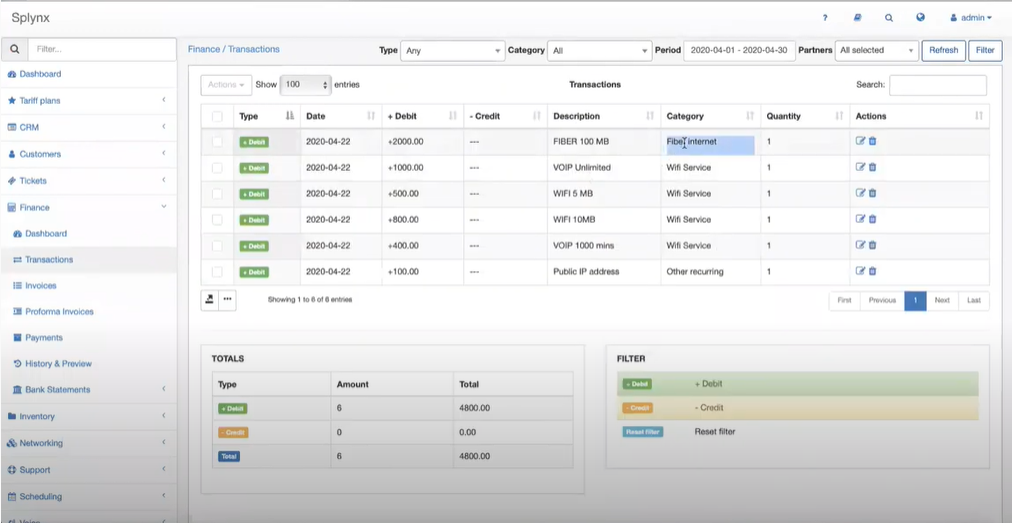 Splynx
? admin
Filter...
Finance / Transactions Type Any Category All Period 2020-04-01 - 2020-04-30 Partners All selected Refresh Filter
Dashboard
Tariff plans
CRM
Customers
Tickets
Finance
Dashboard
Transactions
Invoices
Proforma Invoices
Payments
History & Preview
Bank Statements
Inventory
Networking
Support
Scheduling
Actions Show 100 entries Transactions Search:
Type Date + Debit - Credit Description Category Quantity Actions
+ Debit 2020-04-22 +2000.00 --- FIBER 100 MB Fiber internet 1
+ Debit 2020-04-22 +1000.00 --- VOIP Unlimited Wifi Service 1
+ Debit 2020-04-22 +500.00 --- WIFI 5 MB Wifi Service 1
+ Debit 2020-04-22 +800.00 --- WIFI 10MB Wifi Service 1
+ Debit 2020-04-22 +400.00 --- VOIP 1000 mins Wifi Service 1
+ Debit 2020-04-22 +100.00 --- Public IP address Other recurring 1
Showing 1 to 6 of 6 entries First Previous 1 Next Last
TOTALS
Type Amount Total
+ Debit 6 4800.00
- Credit 0 0.00
Total 6 4800.00
FILTER
+ Debit + Debit
- Credit - Credit
Reset filter Reset filter